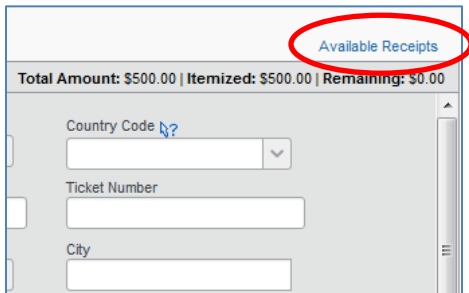 Available Receipts
Total Amount: $500.00 | Itemized: $500.00 | Remaining: $0.00
Country Code ?
Ticket Number
City